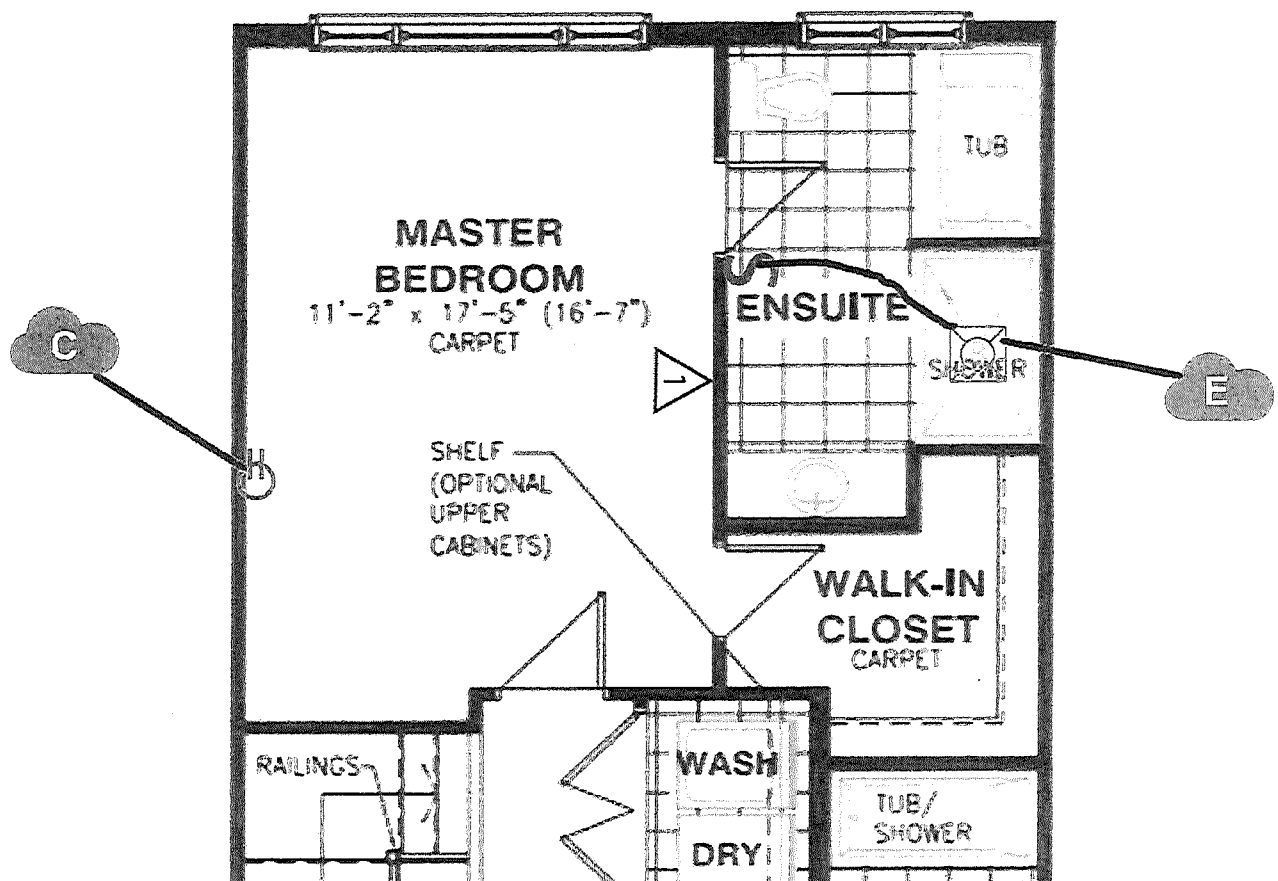 TUB
MASTER
BEDROOM
11'-2" x 17'-5" (16'-7")
CARPET
ENSUITE
C
SHOWER
1
E
H
SHELF
(OPTIONAL
UPPER
CABINETS)
WALK-IN
CLOSET
CARPET
RAILINGS
WASH
TUB/
SHOWER
DRY